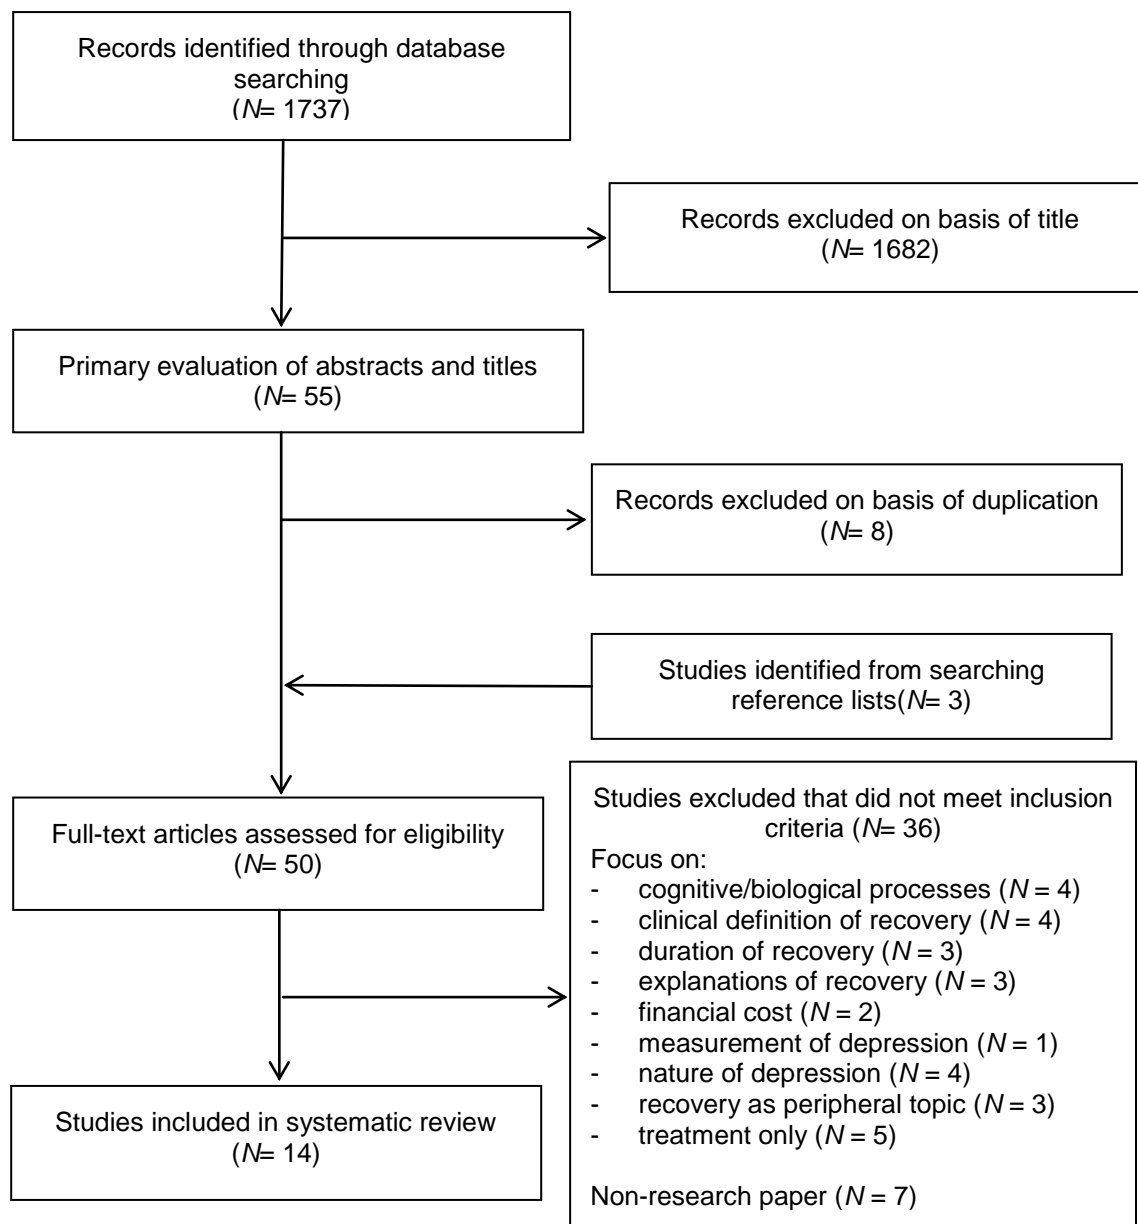 Records identified through database
searching
(N= 1737)
Records excluded on basis of title
(N= 1682)
Primary evaluation of abstracts and titles
(N= 55)
Records excluded on basis of duplication
(N= 8)
Studies identified from searching
reference lists(N= 3)
Full-text articles assessed for eligibility
(N= 50)
Studies excluded that did not meet inclusion
criteria (N= 36)
Focus on:
- cognitive/biological processes (N = 4)
- clinical definition of recovery (N = 4)
- duration of recovery (N = 3)
- explanations of recovery (N = 3)
- financial cost (N = 2)
- measurement of depression (N = 1)
- nature of depression (N = 4)
- recovery as peripheral topic (N = 3)
- treatment only (N = 5)
Non-research paper (N = 7)
Studies included in systematic review
(N= 14)